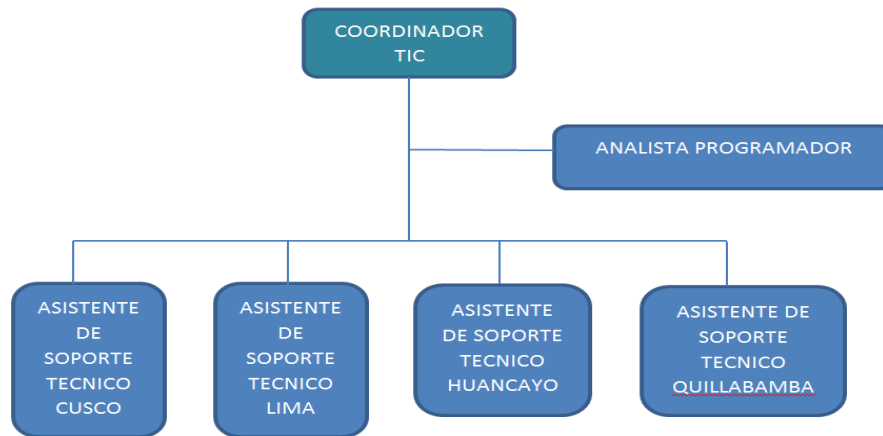 COORDINADOR
TIC
ANALISTA PROGRAMADOR
ASISTENTE
DE
SOPORTE
TECNICO
CUSCO
ASISTENTE
DE
SOPORTE
TECNICO
LIMA
ASISTENTE
DE SOPORTE
TECNICO
HUANCAYO
ASISTENTE DE
SOPORTE
TECNICO
QUILLABAMBA